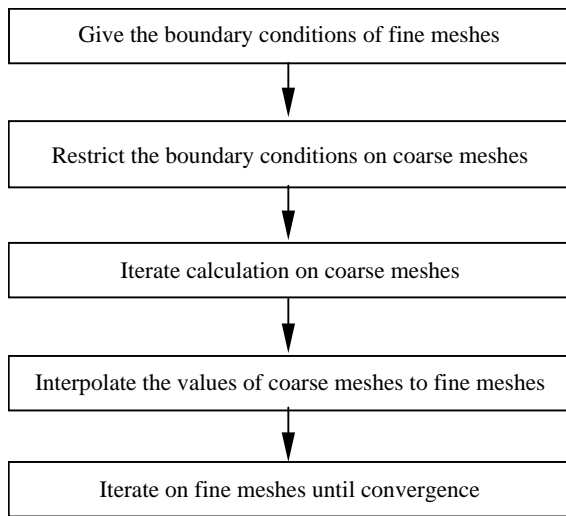 Give the boundary conditions of fine meshes
Restrict the boundary conditions on coarse meshes
Iterate calculation on coarse meshes
Interpolate the values of coarse meshes to fine meshes
Iterate on fine meshes until convergence